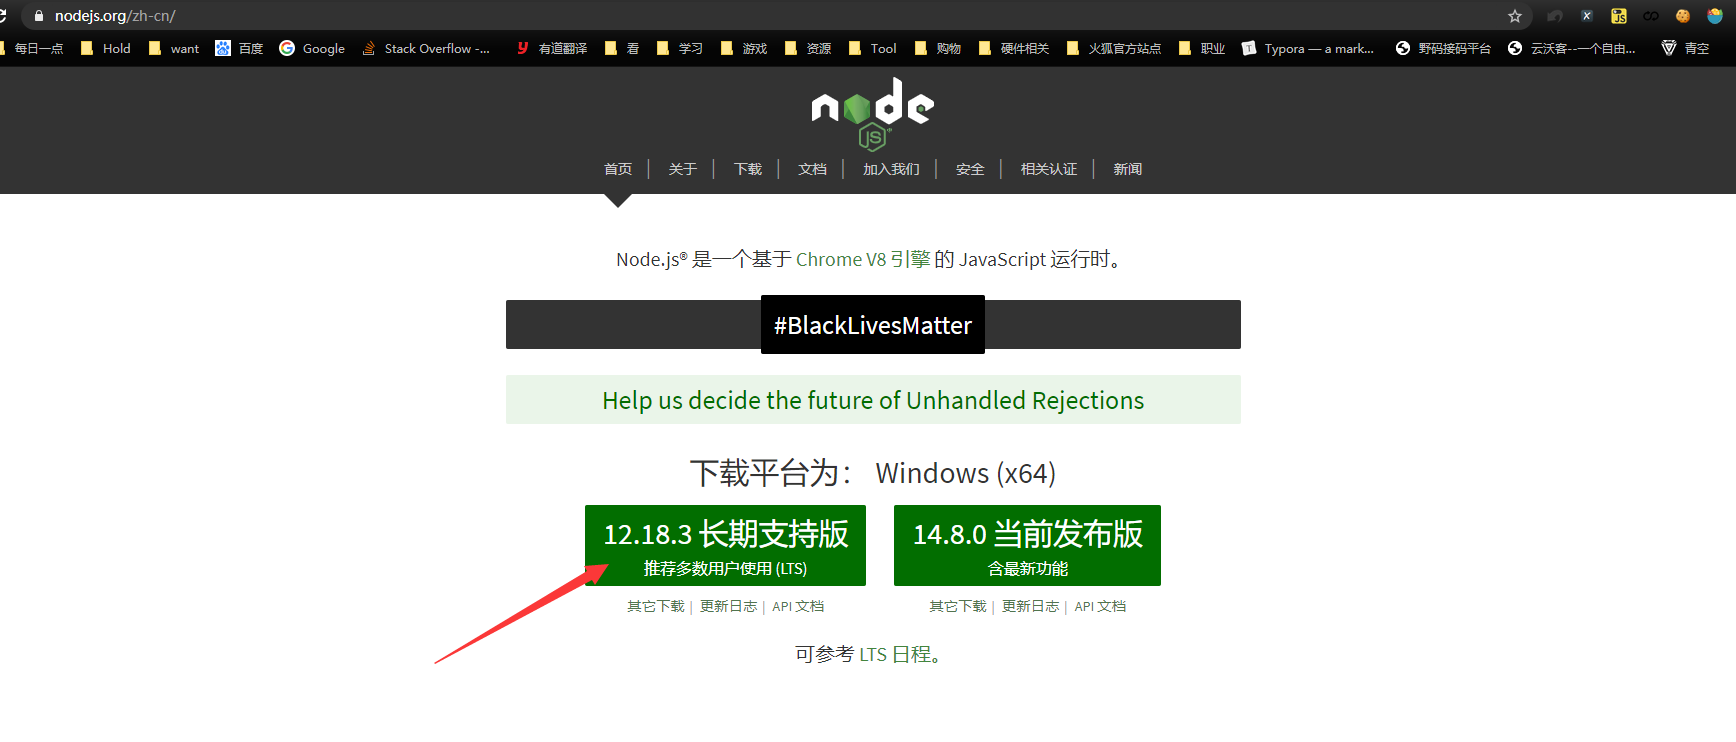 nodejs.org/zh-cn/
每日一点 Hold want 百度 Google Stack Overflow -... 有道翻译 看 学习 游戏 资源 Tool 购物 硬件相关 火狐官方站点 职业 Typora — a mark... 野码接码平台 云沃客--一个自由... 青空
node
JS
首页 | 关于 | 下载 | 文档 | 加入我们 | 安全 | 相关认证 | 新闻
Node.js® 是一个基于 Chrome V8 引擎 的 JavaScript 运行时。
#BlackLivesMatter
Help us decide the future of Unhandled Rejections
下载平台为： Windows (x64)
12.18.3 长期支持版
推荐多数用户使用 (LTS)
其它下载 | 更新日志 | API 文档
14.8.0 当前发布版
含最新功能
其它下载 | 更新日志 | API 文档
可参考 LTS 日程。